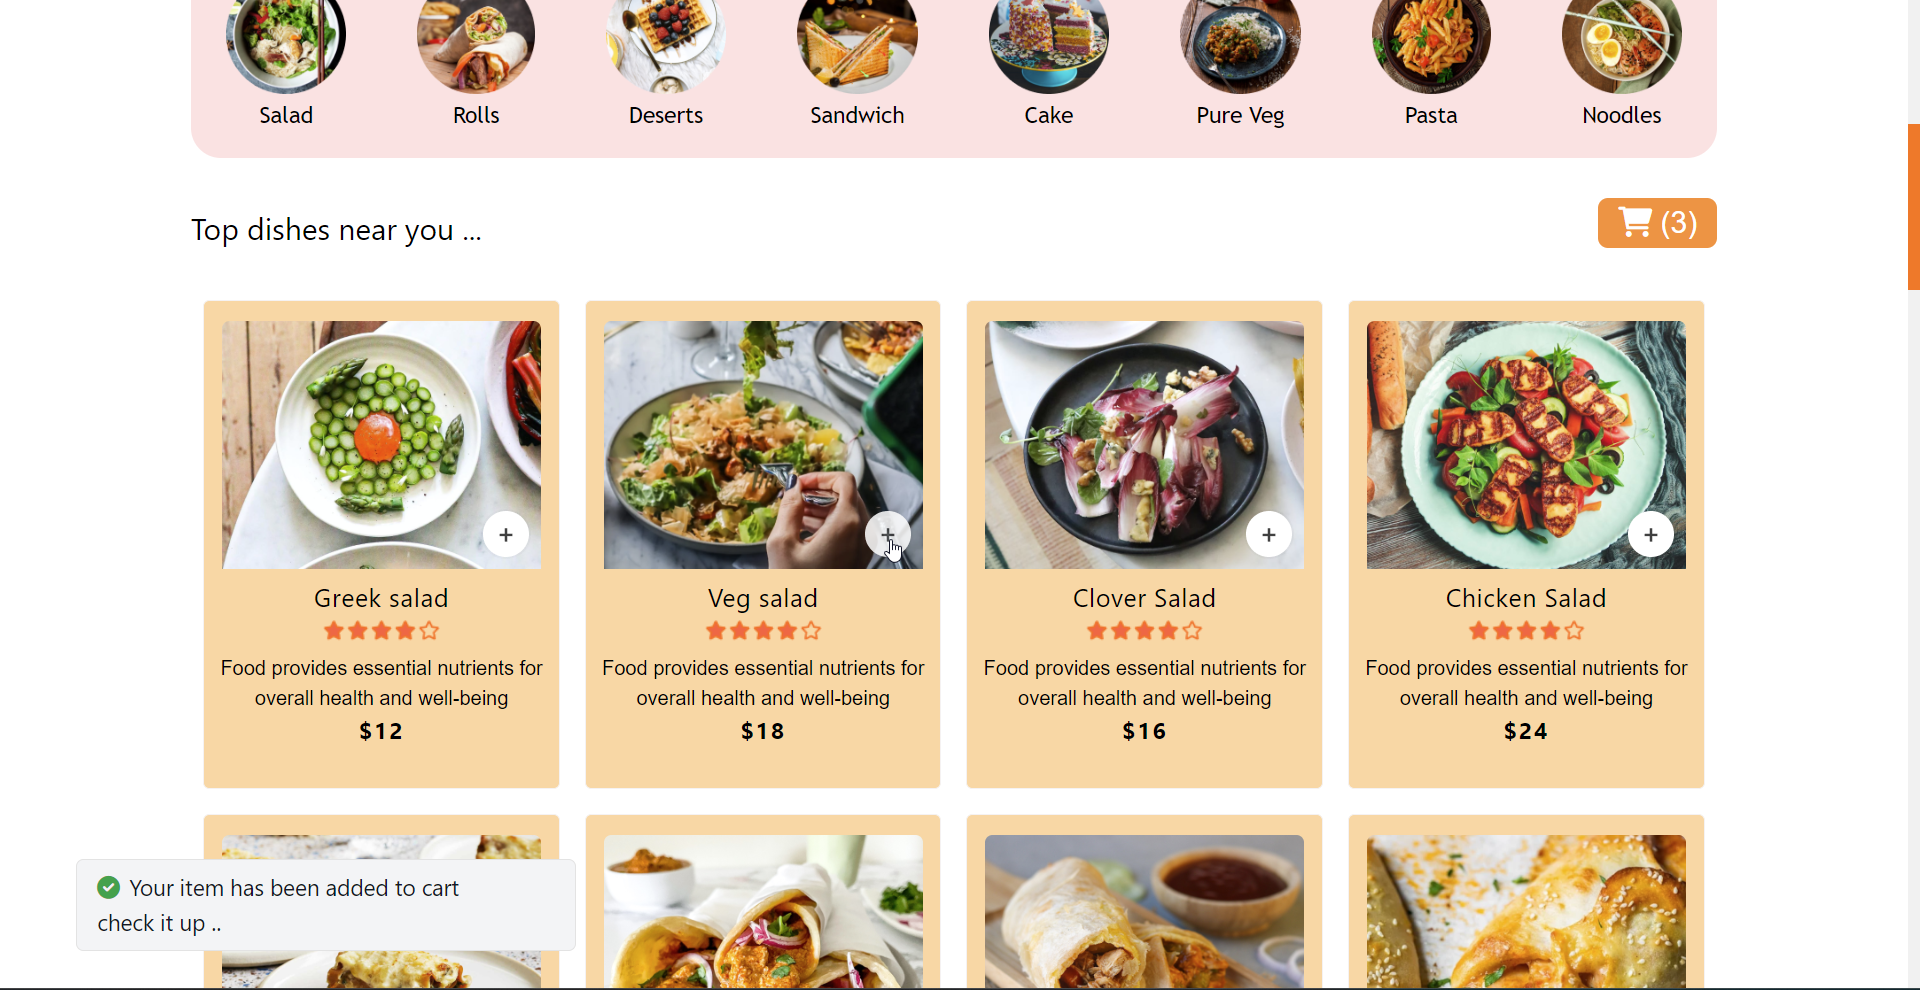 Salad Rolls Deserts Sandwich Cake Pure Veg Pasta Noodles
Top dishes near you ...
(3)
Greek salad
Food provides essential nutrients for
overall health and well-being
$12
Veg salad
Food provides essential nutrients for
overall health and well-being
$18
Clover Salad
Food provides essential nutrients for
overall health and well-being
$16
Chicken Salad
Food provides essential nutrients for
overall health and well-being
$24
Your item has been added to cart
check it up ..